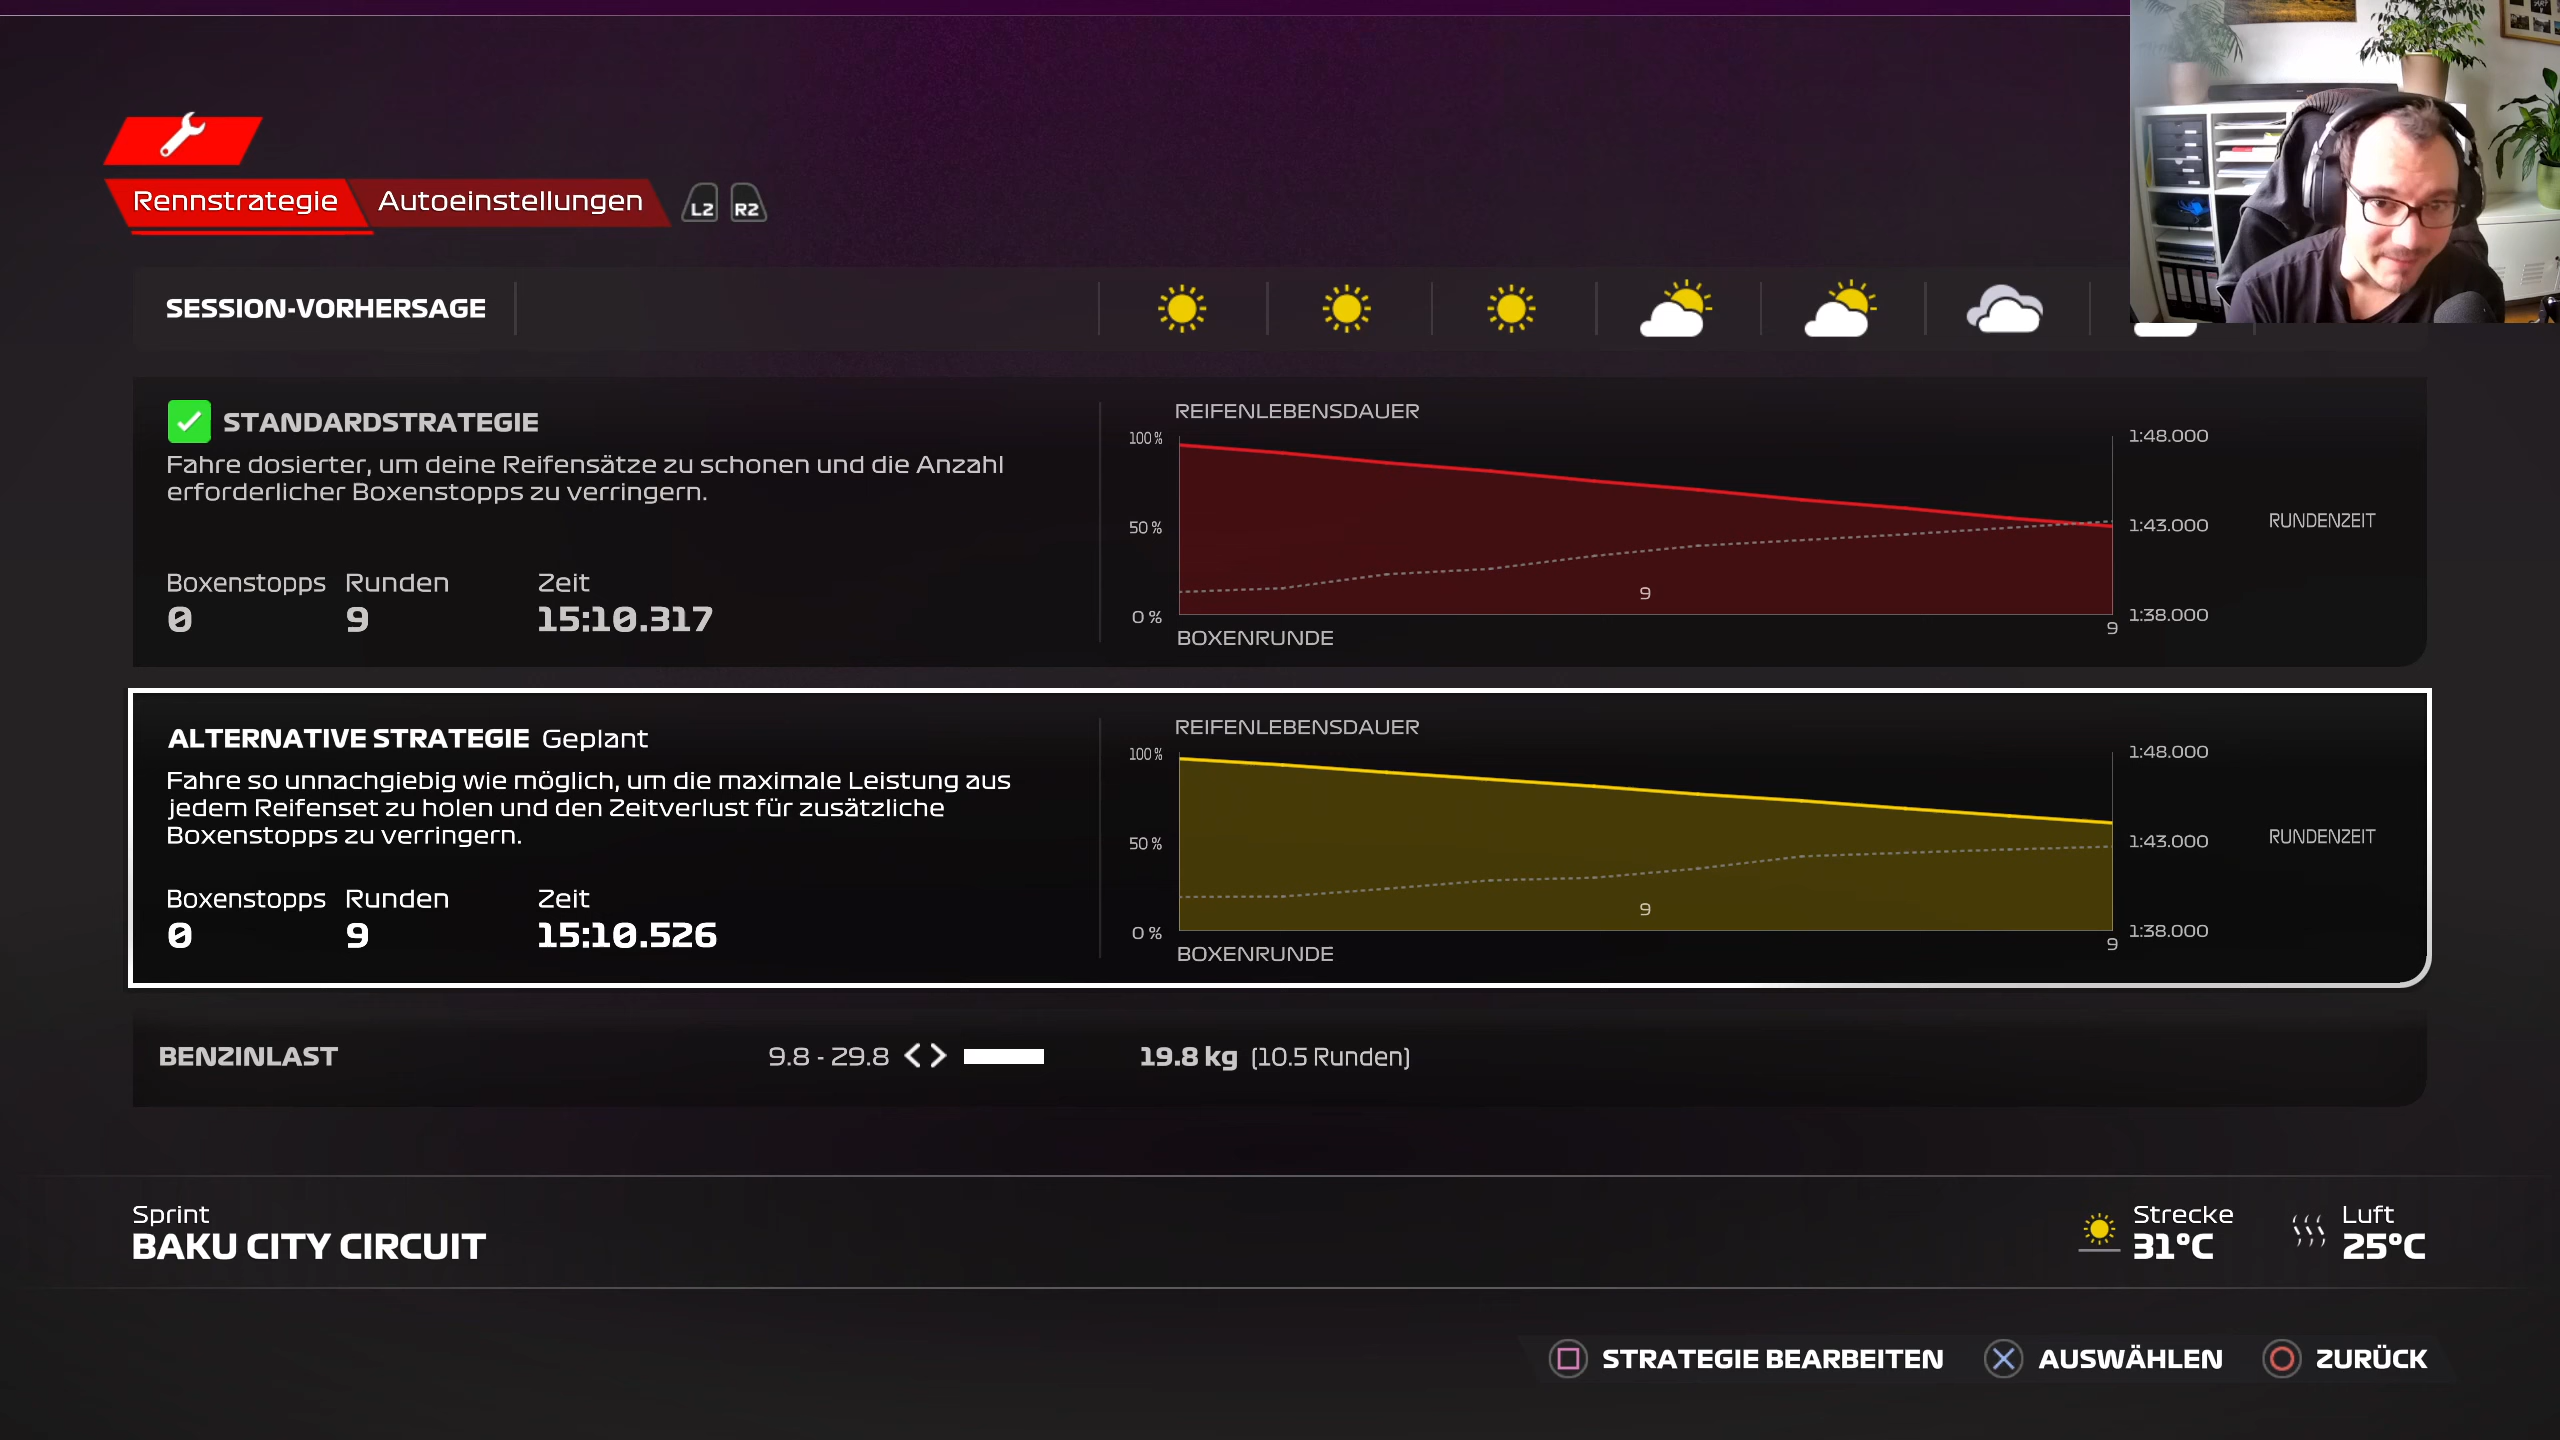 Rennstrategie Autoeinstellungen L2 R2
SESSION-VORHERSAGE
STANDARDSTRATEGIE
Fahre dosierter, um deine Reifensätze zu schonen und die Anzahl
erforderlicher Boxenstopps zu verringern.
Boxenstopps Runden Zeit
0 9 15:10.317
REIFENLEBENSDAUER
100 % 1:48.000
50 % 1:43.000 RUNDENZEIT
9
0 % 1:38.000
9
BOXENRUNDE
ALTERNATIVE STRATEGIE Geplant
Fahre so unnachgiebig wie möglich, um die maximale Leistung aus
jedem Reifenset zu holen und den Zeitverlust für zusätzliche
Boxenstopps zu verringern.
Boxenstopps Runden Zeit
0 9 15:10.526
REIFENLEBENSDAUER
100 % 1:48.000
50 % 1:43.000 RUNDENZEIT
9
0 % 1:38.000
9
BOXENRUNDE
BENZINLAST 9.8 - 29.8 19.8 kg (10.5 Runden)
Sprint
BAKU CITY CIRCUIT
Strecke
31°C
Luft
25°C
STRATEGIE BEARBEITEN AUSWÄHLEN ZURÜCK